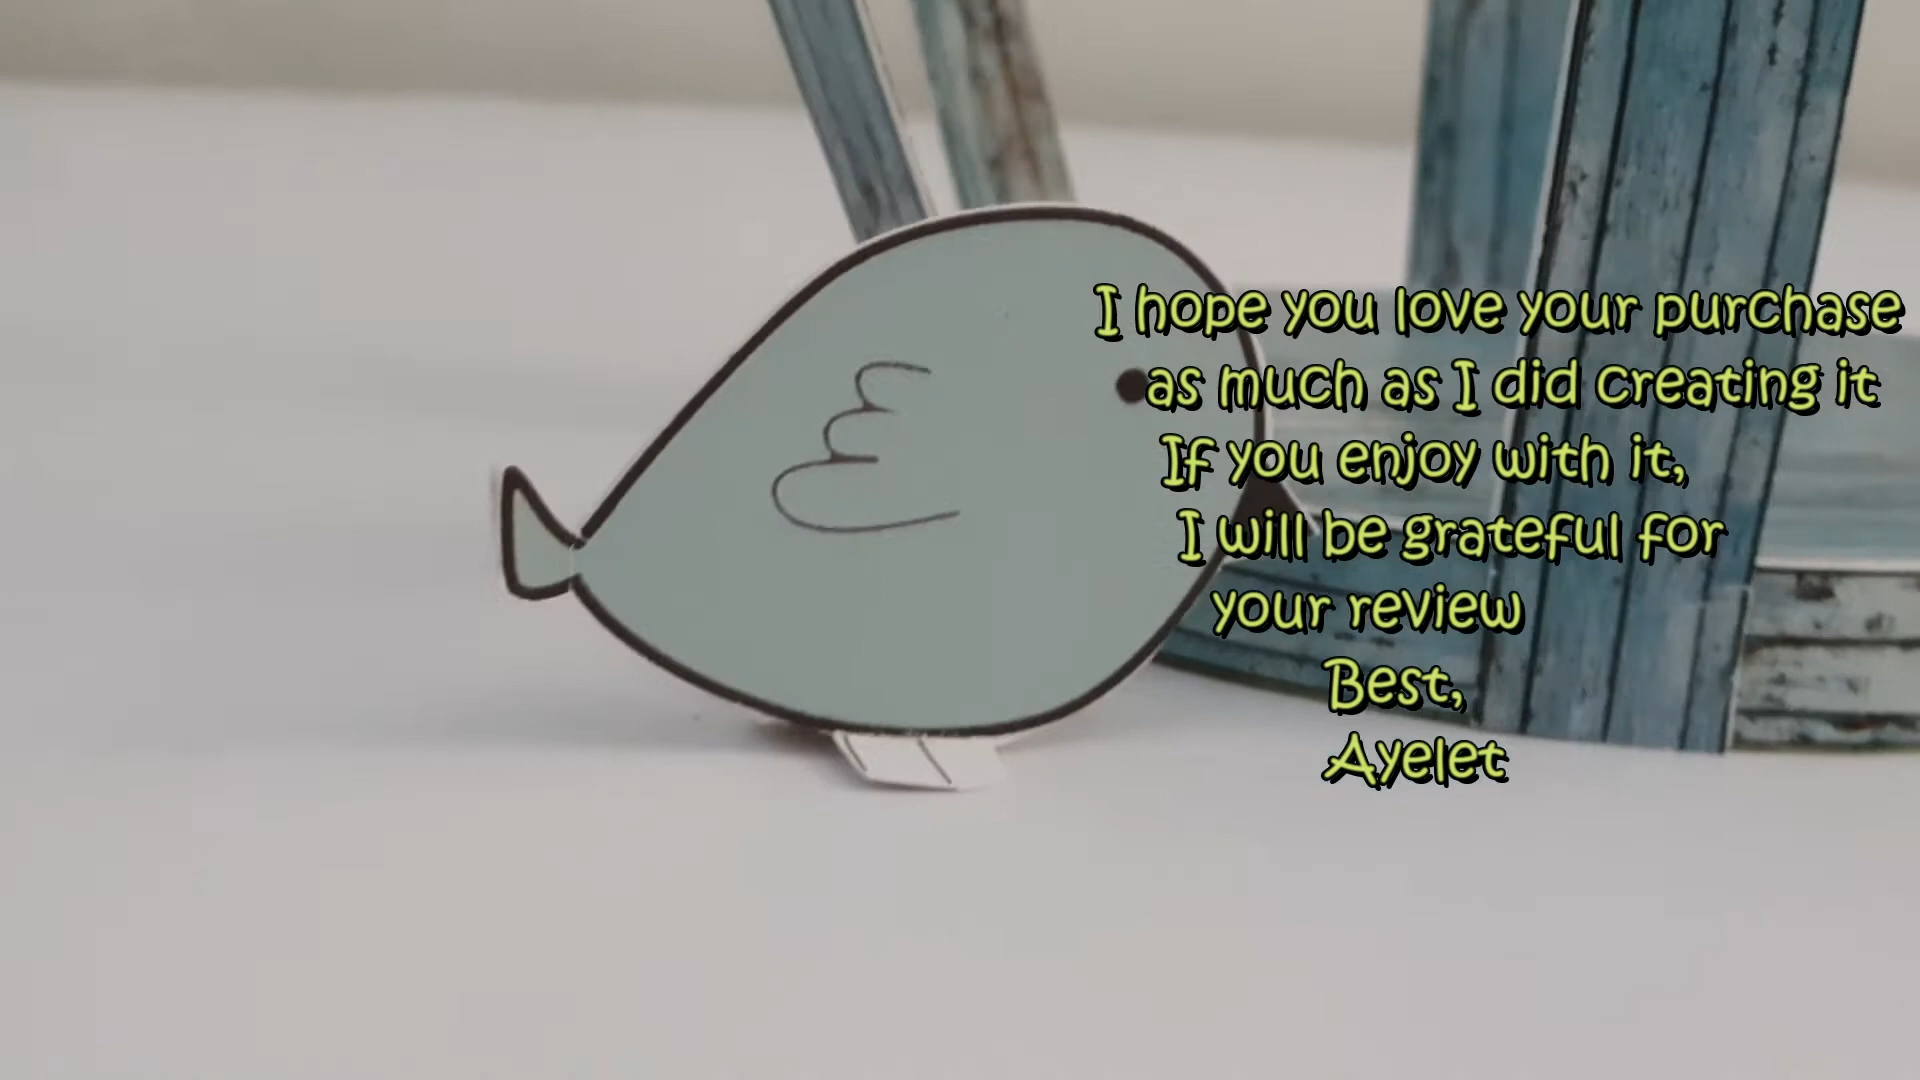 I hope you love your purchase
as much as I did creating it
If you enjoy with it,
I will be grateful for
your review
Best,
Ayelet